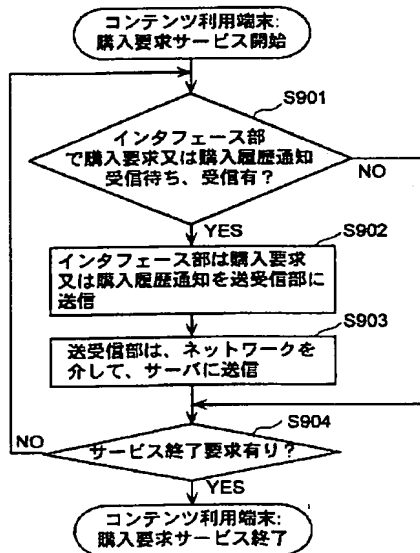 コンテンツ利用端末:
購入要求サービス開始
S901
インタフェース部
で購入要求又は購入履歴通知
受信待ち、受信有？
NO
YES
S902
インタフェース部は購入要求
又は購入履歴通知を送受信部に
送信
S903
送受信部は、ネットワークを
介して、サーバに送信
S904
NO
サービス終了要求有り？
YES
コンテンツ利用端末:
購入要求サービス終了